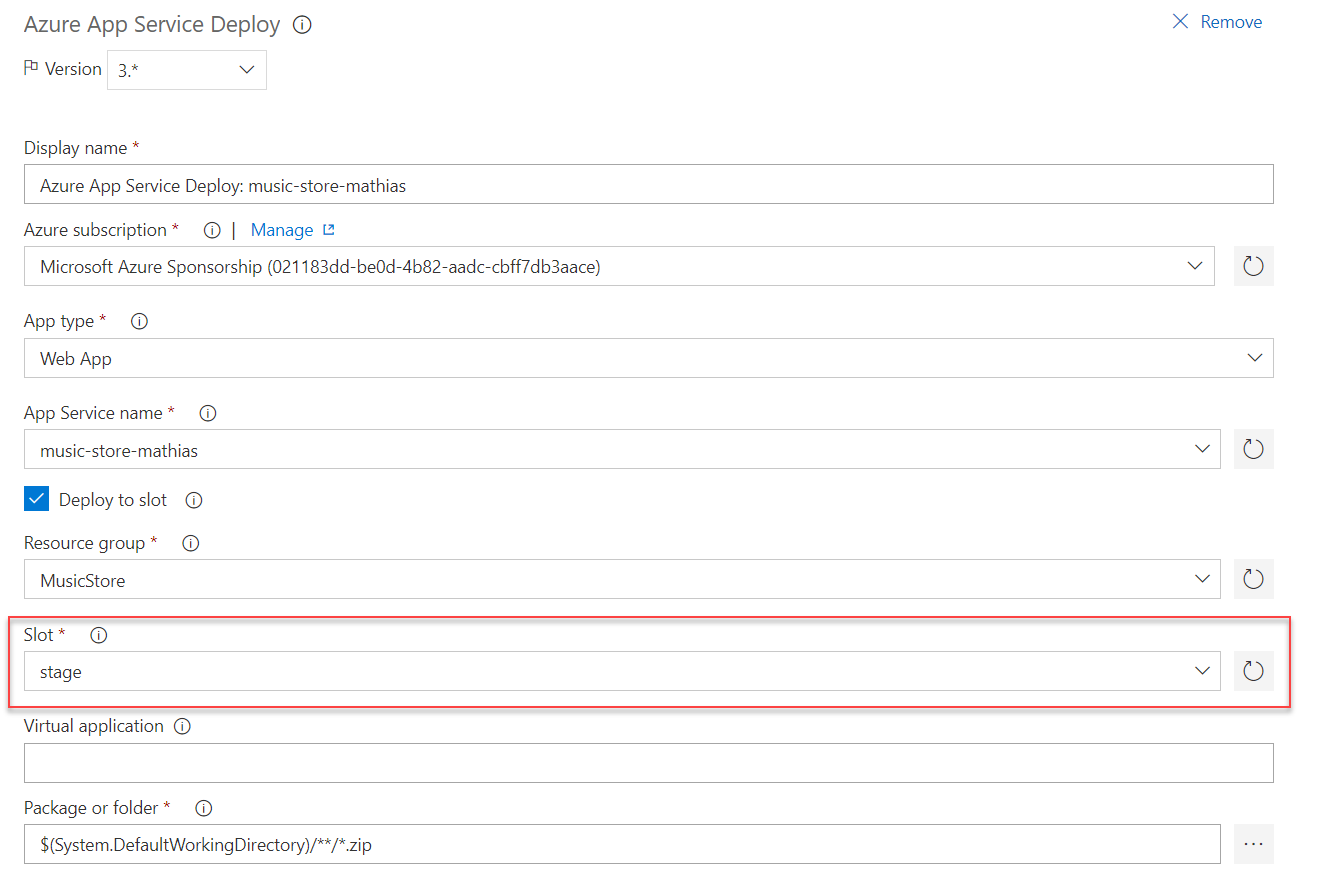 Azure App Service Deploy
Remove
Version 3.*
Display name *
Azure App Service Deploy: music-store-mathias
Azure subscription * | Manage
Microsoft Azure Sponsorship (021183dd-be0d-4b82-aadc-cbff7db3aace)
App type *
Web App
App Service name *
music-store-mathias
Deploy to slot
Resource group *
MusicStore
Slot *
stage
Virtual application
Package or folder *
$(System.DefaultWorkingDirectory)/**/*.zip